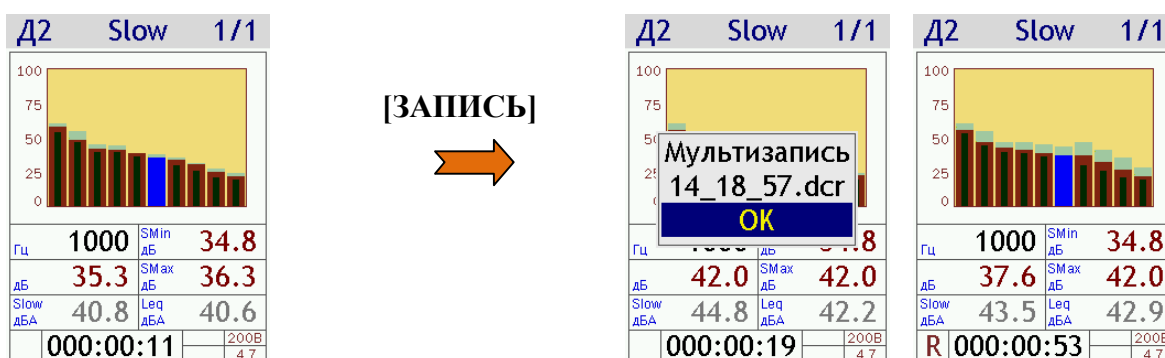 Д2 Slow 1/1
100
75
50
25
0
Гц 1000 SMin дБ 34.8
дБ 35.3 SMax дБ 36.3
Slow дБА 40.8 Leq дБА 40.6
000:00:11 200В 4.7
[ЗАПИСЬ]
Д2 Slow 1/1
100
75
Мультизапись
14_18_57.dcr
OK
Гц
дБ 42.0 SMax дБ 42.0
Slow дБА 44.8 Leq дБА 42.2
000:00:19 200В 4.7
Д2 Slow 1/1
100
75
50
25
0
Гц 1000 SMin дБ 34.8
дБ 37.6 SMax дБ 42.0
Slow дБА 43.5 Leq дБА 42.9
R 000:00:53 200В 4.7